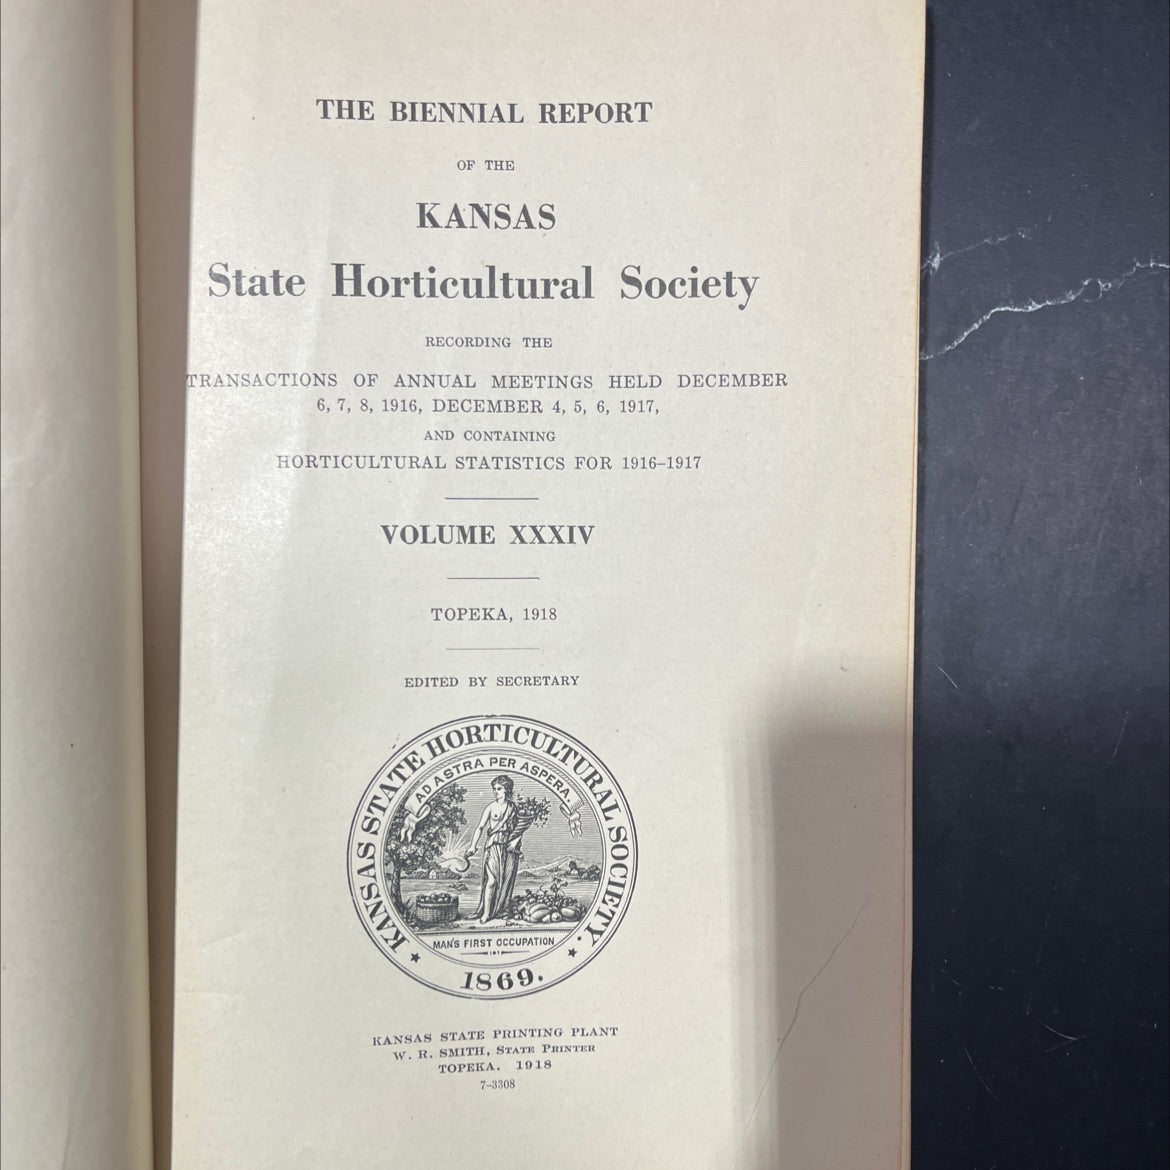 THE BIENNIAL REPORT
OF THE
KANSAS
State Horticultural Society
RECORDING THE
TRANSACTIONS OF ANNUAL MEETINGS HELD DECEMBER
6, 7, 8, 1916, DECEMBER 4, 5, 6, 1917,
AND CONTAINING
HORTICULTURAL STATISTICS FOR 1916–1917
VOLUME XXXIV
TOPEKA, 1918
EDITED BY SECRETARY
KANSAS STATE HORTICULTURAL SOCIETY.
AD ASTRA PER ASPERA.
MAN'S FIRST OCCUPATION
1869.
KANSAS STATE PRINTING PLANT
W. R. SMITH, STATE PRINTER
TOPEKA. 1918
7–3308